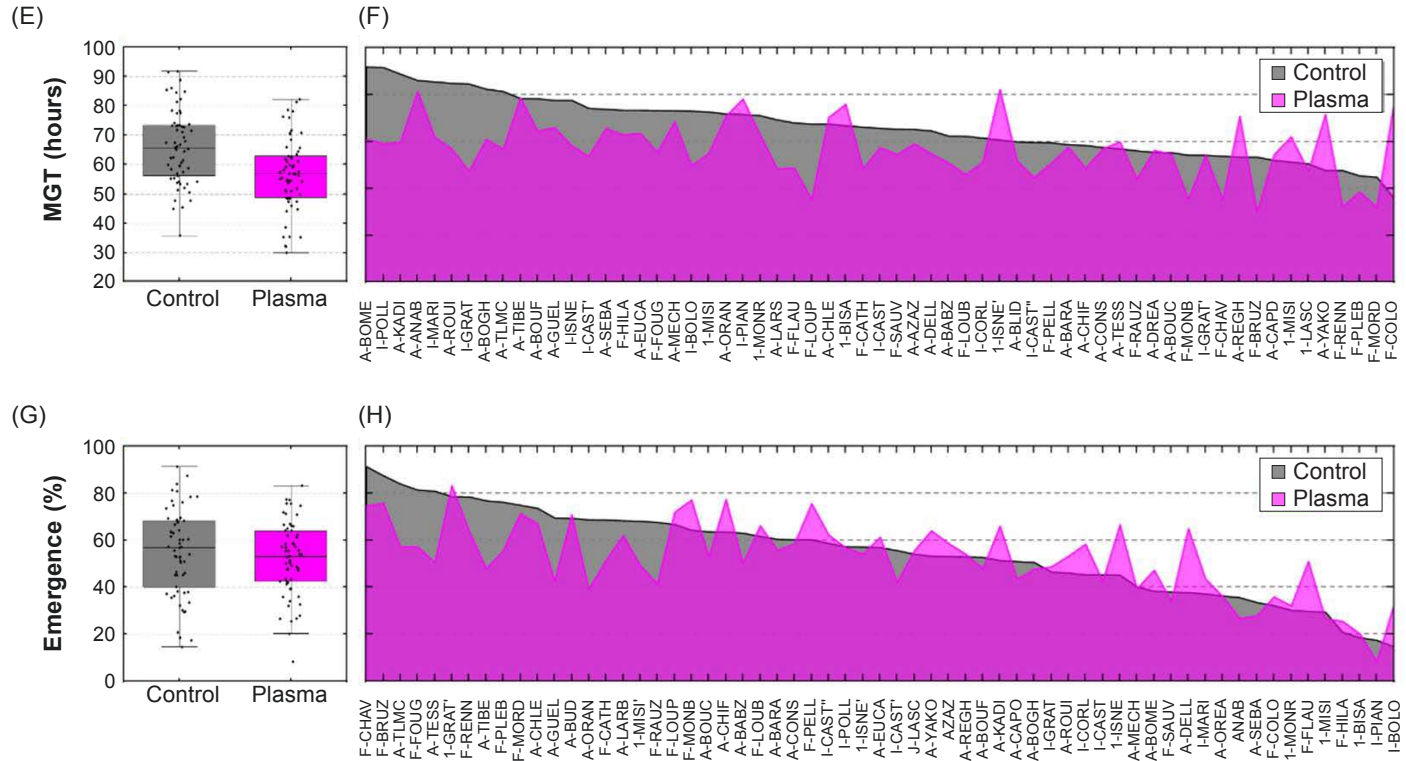 (E)
MGT (hours)
100
90
80
70
60
50
40
30
20
Control
Plasma
(F)
Control
Plasma
A-BOME
I-POLL
A-KADI
A-ANAB
I-MARI
A-ROUI
I-GRAT
A-BOGH
A-TLMC
A-TIBE
A-BOUF
A-GUEL
I-ISNE
I-CAST'
A-SEBA
F-HILA
A-EUCA
F-FOUG
A-MECH
I-BOLO
1-MISI
A-ORAN
I-PIAN
1-MONR
A-LARS
F-FLAU
F-LOUP
A-CHLE
1-BISA
F-CATH
I-CAST
F-SAUV
A-AZAZ
A-DELL
A-BABZ
F-LOUB
I-CORL
1-ISNE'
A-BLID
I-CAST"
F-PELL
A-BARA
A-CHIF
A-CONS
A-TESS
F-RAUZ
A-DREA
A-BOUC
F-MONB
I-GRAT'
F-CHAV
A-REGH
F-BRUZ
A-CAPD
1-MISI
1-LASC
A-YAKO
F-RENN
F-PLEB
F-MORD
F-COLO
(G)
Emergence (%)
100
80
60
40
20
0
Control
Plasma
(H)
Control
Plasma
F-CHAV
F-BRUZ
A-TLMC
F-FOUG
A-TESS
1-GRAT'
F-RENN
A-TIBE
F-PLEB
F-MORD
A-CHLE
A-GUEL
A-BUD
A-ORAN
F-CATH
A-LARB
1-MISI'
F-RAUZ
F-LOUP
F-MONB
A-BOUC
A-CHIF
A-BABZ
F-LOUB
A-BARA
A-CONS
F-PELL
I-CAST"
I-POLL
1-ISNE'
A-EUCA
I-CAST'
J-LASC
A-YAKO
AZAZ
A-REGH
A-BOUF
A-KADI
A-CAPO
A-BOGH
I-GRAT
A-ROUI
I-CORL
I-CAST
1-ISNE
A-MECH
A-BOME
F-SAUV
A-DELL
I-MARI
A-OREA
ANAB
A-SEBA
F-COLO
1-MONR
F-FLAU
1-MISI
F-HILA
1-BISA
I-PIAN
I-BOLO